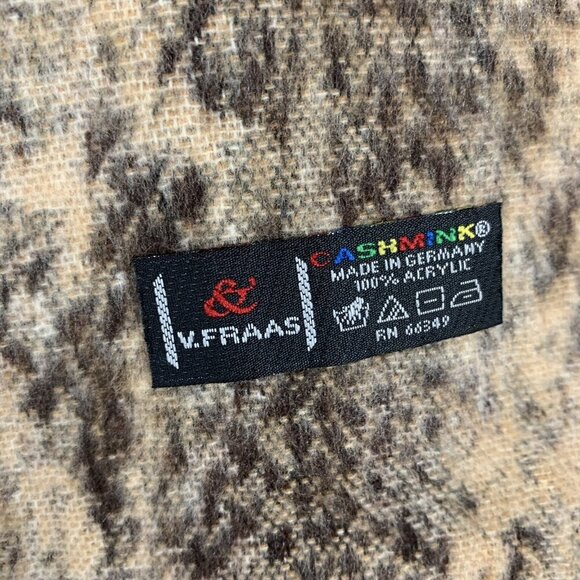 &
V.FRAAS
CASHMINK®
MADE IN GERMANY
100% ACRYLIC
RN 66349